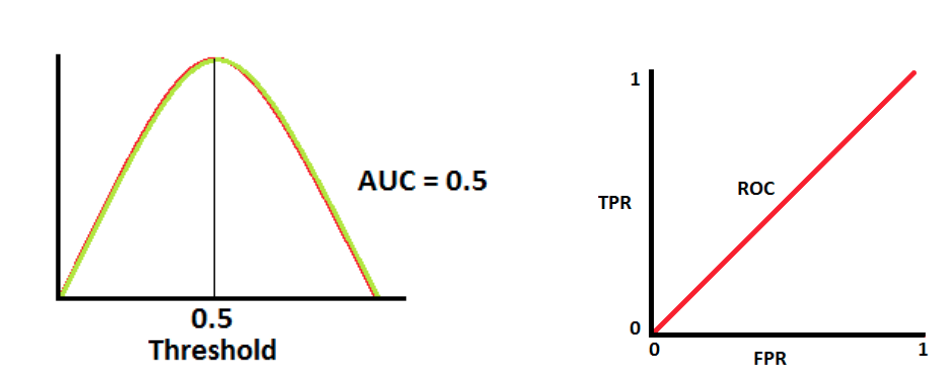 AUC = 0.5
0.5
Threshold
1
TPR
ROC
0
0
1
FPR